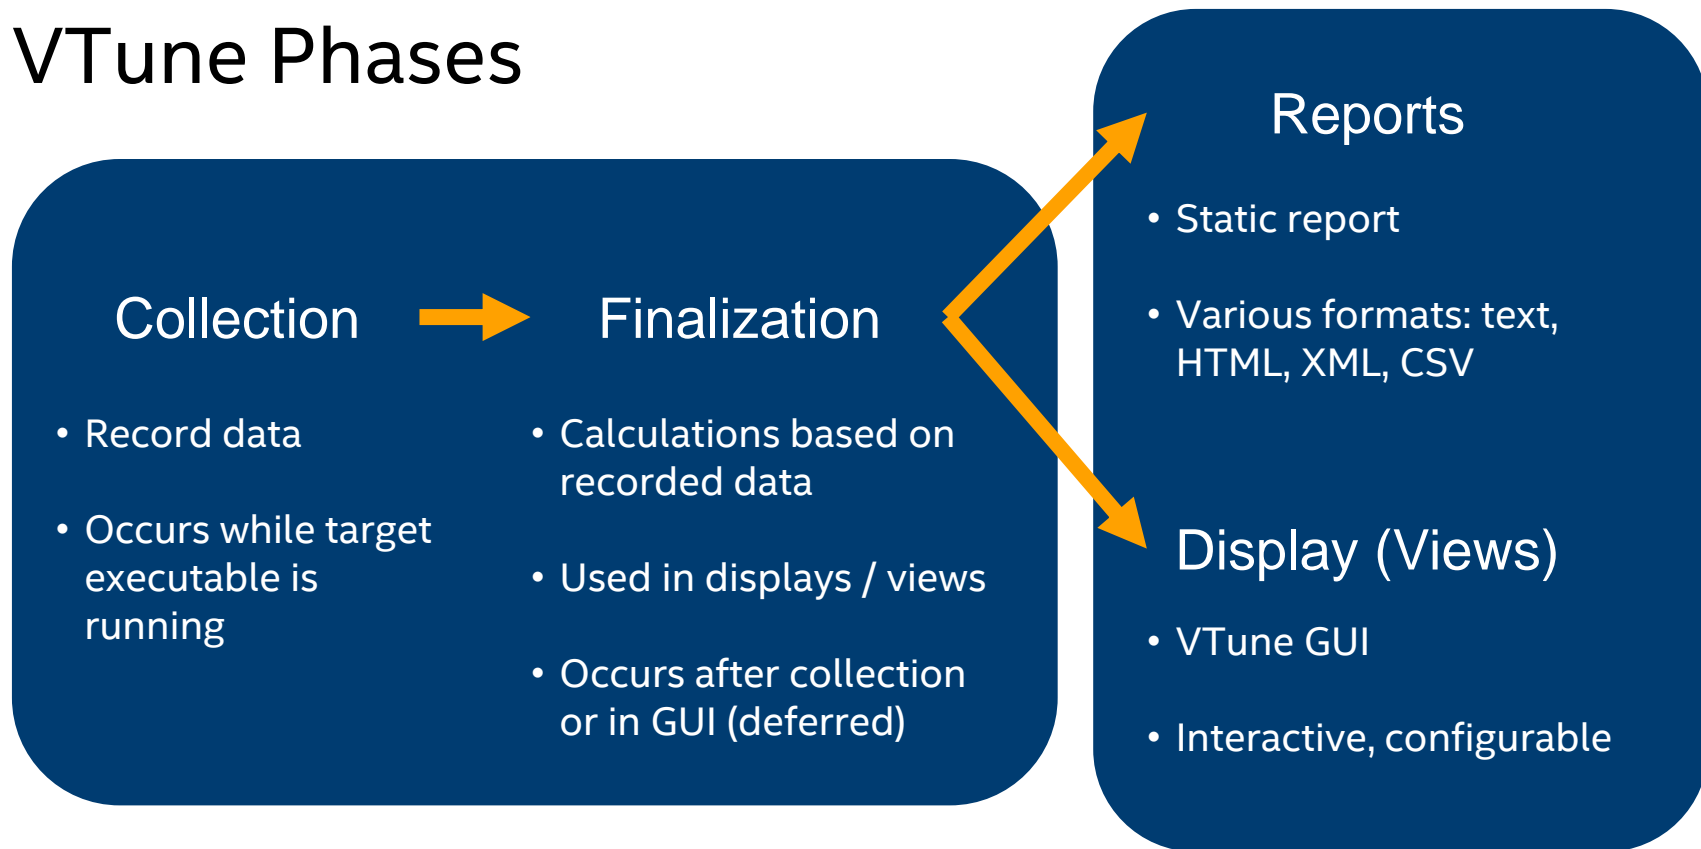 VTune Phases
Collection
• Record data
• Occurs while target
executable is
running
Finalization
• Calculations based on
recorded data
• Used in displays / views
• Occurs after collection
or in GUI (deferred)
Reports
• Static report
• Various formats: text,
HTML, XML, CSV
Display (Views)
• VTune GUI
• Interactive, configurable